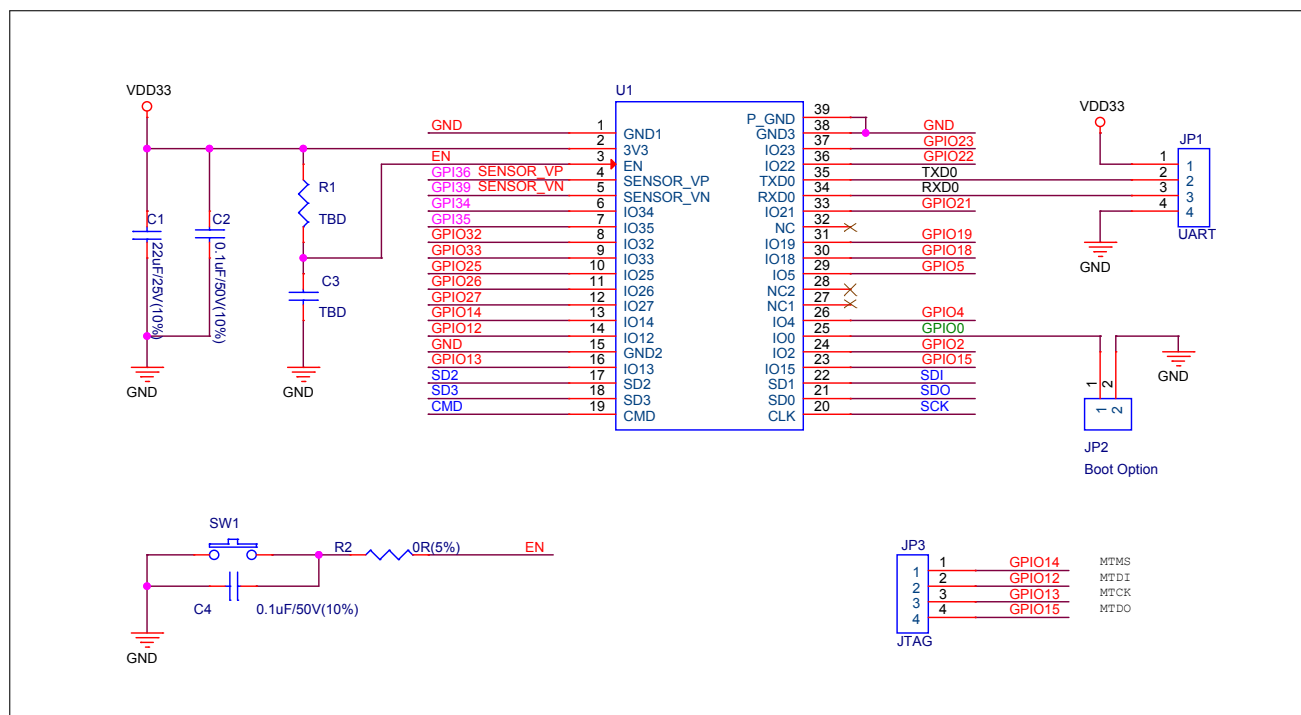 VDD33
C1
22uF/25V(10%)
C2
0.1uF/50V(10%)
GND
R1
TBD
C3
TBD
GND
U1
GND 1 GND1
2 3V3
EN 3 EN
GPI36 SENSOR_VP 4 SENSOR_VP
GPI39 SENSOR_VN 5 SENSOR_VN
GPI34 6 IO34
GPI35 7 IO35
GPIO32 8 IO32
GPIO33 9 IO33
GPIO25 10 IO25
GPIO26 11 IO26
GPIO27 12 IO27
GPIO14 13 IO14
GPIO12 14 IO12
GND 15 GND2
GPIO13 16 IO13
SD2 17 SD2
SD3 18 SD3
CMD 19 CMD
P_GND 39
GND3 38 GND
IO23 37 GPIO23
IO22 36 GPIO22
TXD0 35 TXD0
RXD0 34 RXD0
IO21 33 GPIO21
NC 32
IO19 31 GPIO19
IO18 30 GPIO18
IO5 29 GPIO5
NC2 28
NC1 27
IO4 26 GPIO4
IO0 25 GPIO0
IO2 24 GPIO2
IO15 23 GPIO15
SD1 22 SDI
SD0 21 SDO
CLK 20 SCK
VDD33
JP1
1 1
2 2
3 3
4 4
UART
GND
GND
1 2
1 2
JP2
Boot Option
SW1
R2 0R(5%) EN
C4 0.1uF/50V(10%)
GND
JP3
1 1 GPIO14 MTMS
2 2 GPIO12 MTDI
3 3 GPIO13 MTCK
4 4 GPIO15 MTDO
JTAG